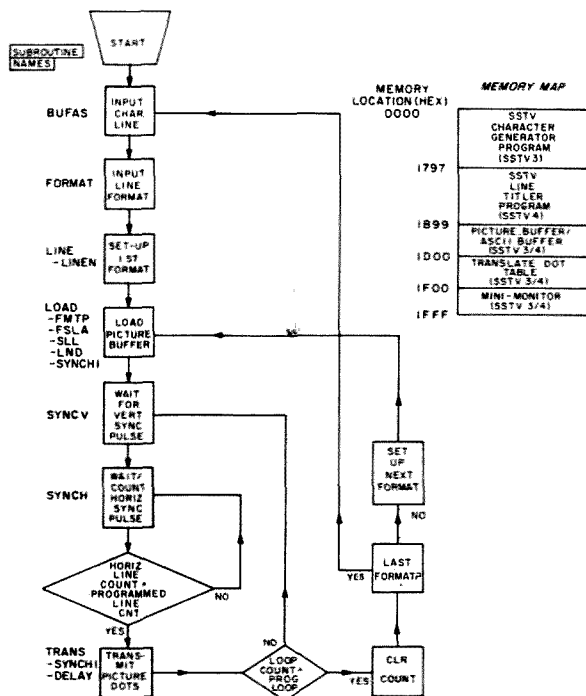 START
SUBROUTINE
NAMES
BUFAS
INPUT
CHAR.
LINE
FORMAT
INPUT
LINE
FORMAT
LINE
-LINEN
SET-UP
1ST
FORMAT
LOAD
-FMTP
-FSLA
-SLL
-LND
-SYNCHI
LOAD
PICTURE
BUFFER
SYNCV
WAIT
FOR
VERT
SYNC
PULSE
SYNCH
WAIT/
COUNT
HORIZ
SYNC
PULSE
HORIZ
LINE
COUNT =
PROGRAMMED
LINE
CNT
NO
YES
TRANS
-SYNCHI
-DELAY
TRANS-
MIT
PICTURE
DOTS
NO
LOOP
COUNT =
PROG
LOOP
YES
CLR
COUNT
YES
LAST
FORMAT?
NO
SET
UP
NEXT
FORMAT
MEMORY
LOCATION (HEX)
MEMORY MAP
0000
SSTV
CHARACTER
GENERATOR
PROGRAM
(SSTV3)
1797
SSTV
LINE
TITLER
PROGRAM
(SSTV4)
1899
PICTURE BUFFER/
ASCII BUFFER
(SSTV 3/4)
1D00
TRANSLATE DOT
TABLE
(SSTV 3/4)
1F00
MINI-MONITOR
(SSTV 3/4)
1FFF